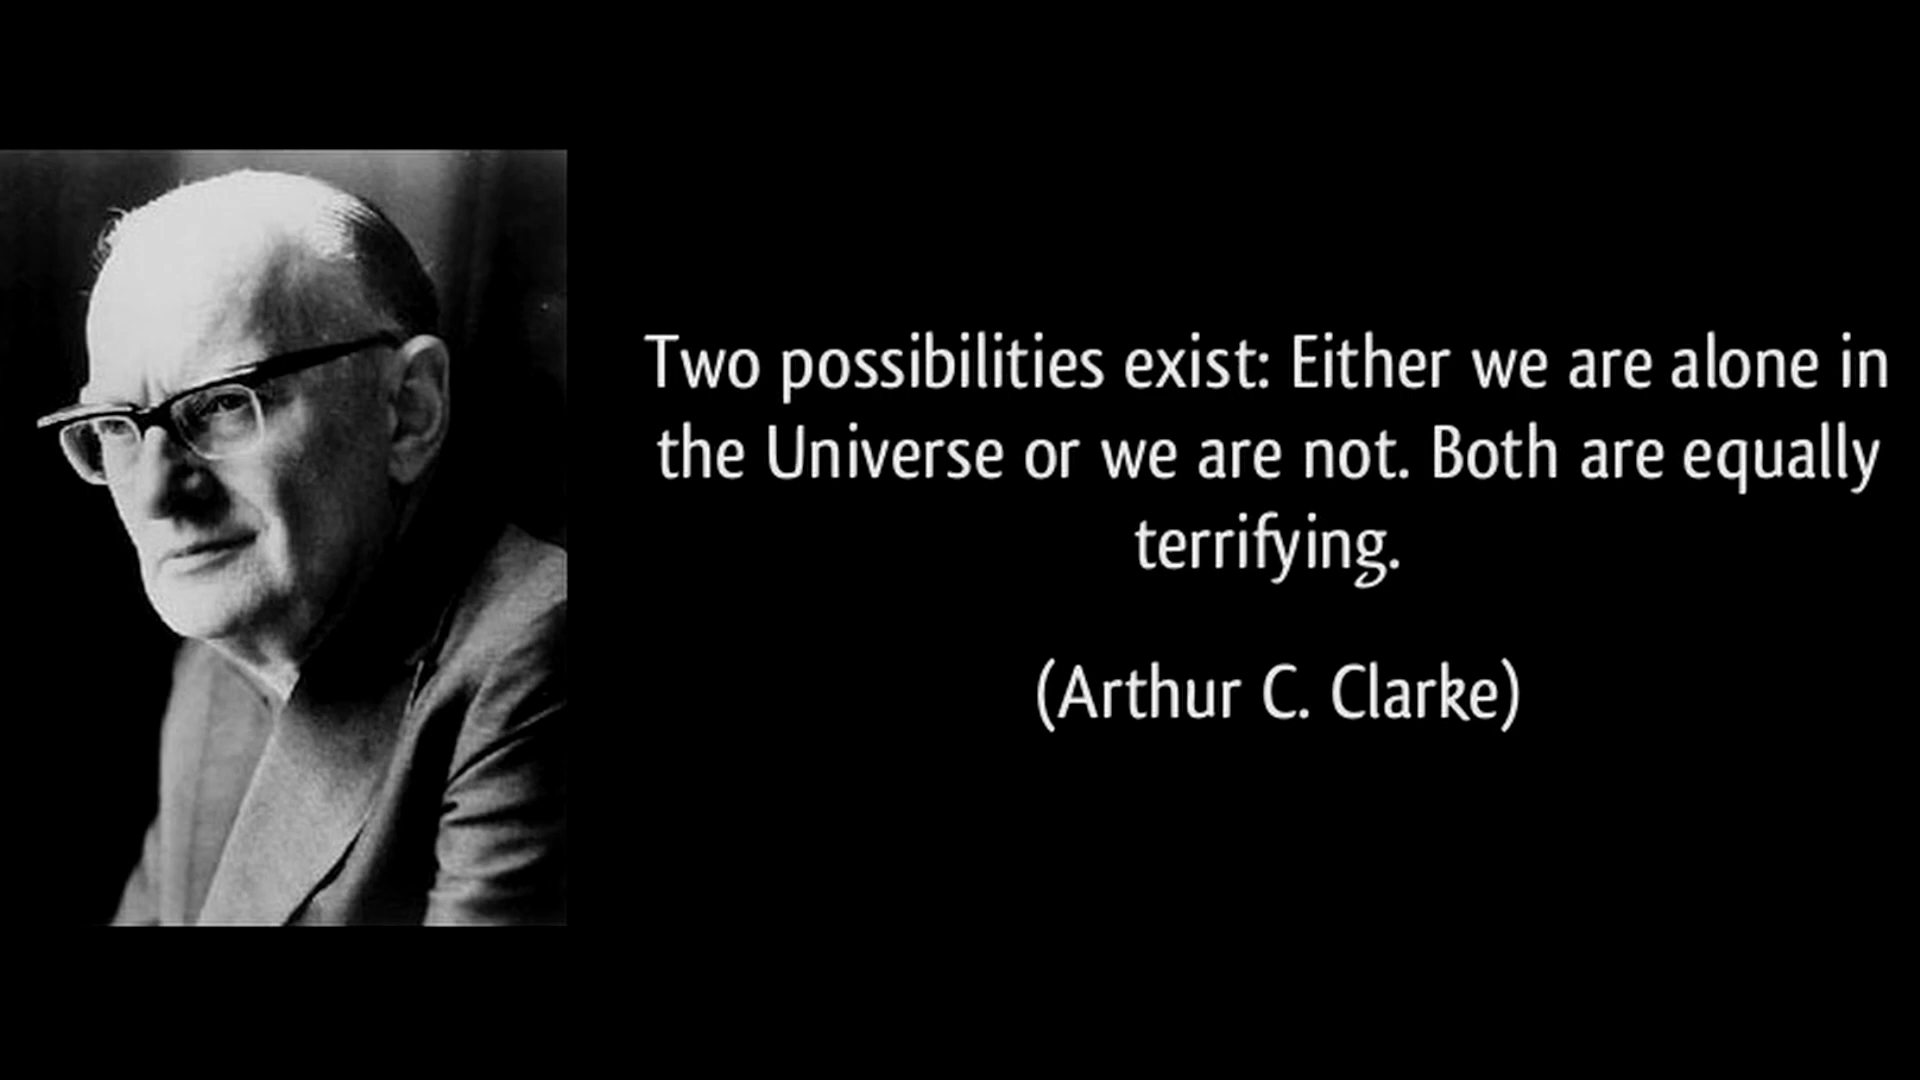 Two possibilities exist: Either we are alone in
the Universe or we are not. Both are equally
terrifying.
(Arthur C. Clarke)